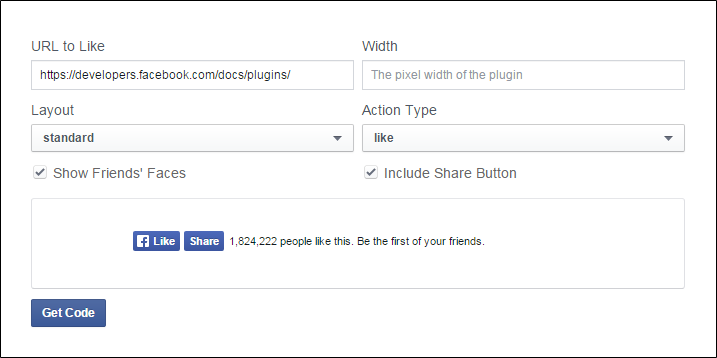 URL to Like Width
https://developers.facebook.com/docs/plugins/ The pixel width of the plugin
Layout Action Type
standard like
Show Friends' Faces Include Share Button
Like Share 1,824,222 people like this. Be the first of your friends.
Get Code